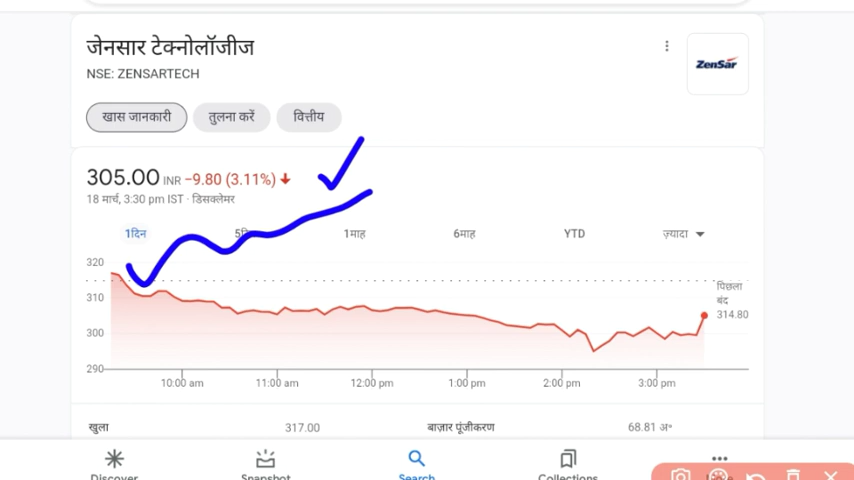 जेनसार टेक्नोलॉजीज
NSE: ZENSARTECH
ZenSar
खास जानकारी तुलना करें वित्तीय
305.00 INR −9.80 (3.11%)
18 मार्च, 3:30 pm IST · डिसक्लेमर
1दिन 1माह 6माह YTD ज़्यादा
320
310
300
290
पिछला
बंद
314.80
10:00 am 11:00 am 12:00 pm 1:00 pm 2:00 pm 3:00 pm
खुला 317.00 बाज़ार पूंजीकरण 68.81 अ॰
Discover Snapshot Search Collections